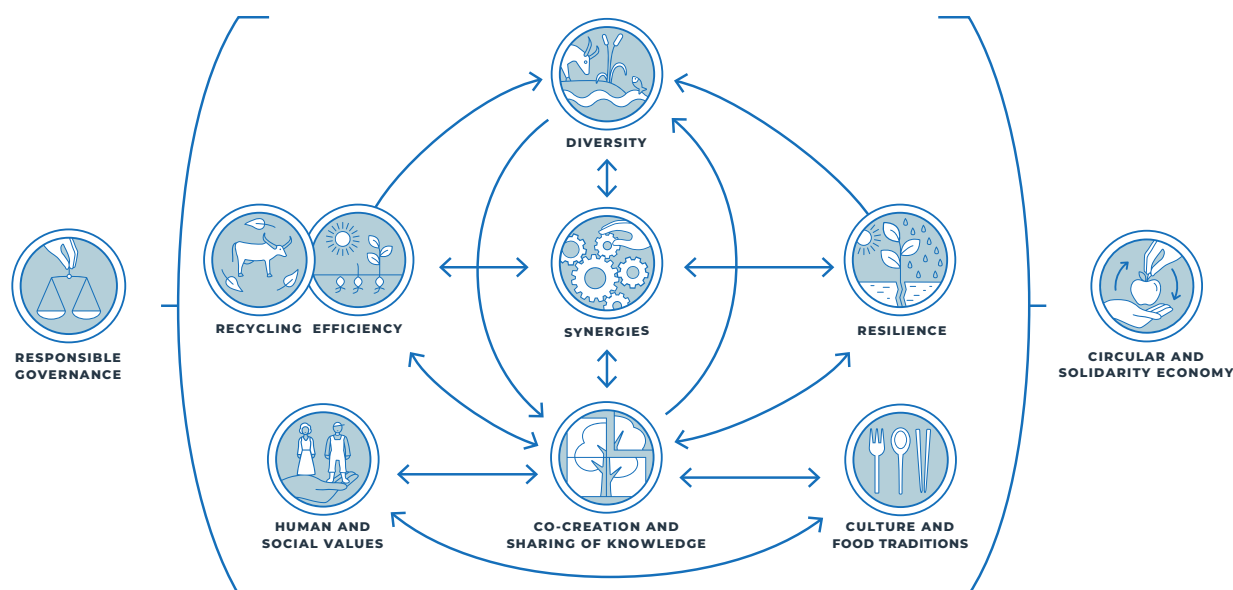 DIVERSITY
RECYCLING EFFICIENCY
SYNERGIES
RESILIENCE
RESPONSIBLE
GOVERNANCE
CIRCULAR AND
SOLIDARITY ECONOMY
HUMAN AND
SOCIAL VALUES
CO-CREATION AND
SHARING OF KNOWLEDGE
CULTURE AND
FOOD TRADITIONS